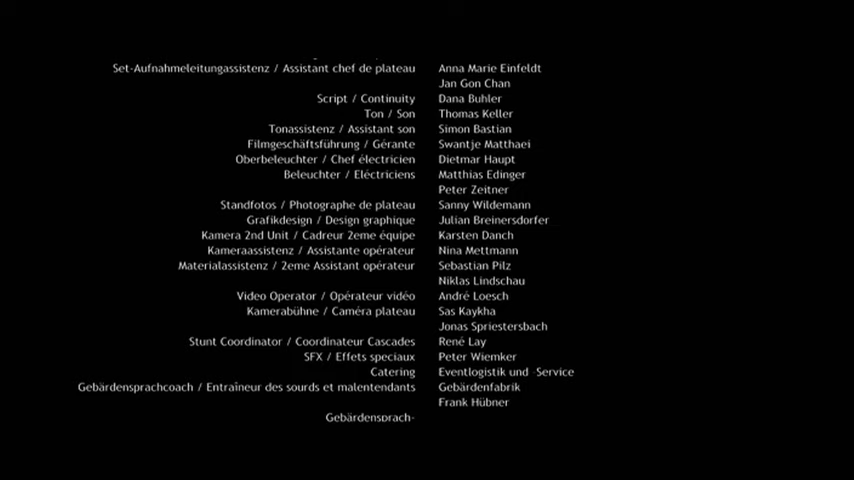 Set-Aufnahmeleitungassistenz / Assistant chef de plateau Anna Marie Einfeldt
Jan Gon Chan
Script / Continuity Dana Buhler
Ton / Son Thomas Keller
Tonassistenz / Assistant son Simon Bastian
Filmgeschäftsführung / Gérante Swantje Matthaei
Oberbeleuchter / Chef électricien Dietmar Haupt
Beleuchter / Eléctriciens Matthias Edinger
Peter Zeitner
Standfotos / Photographe de plateau Sanny Wildemann
Grafikdesign / Design graphique Julian Breinersdorfer
Kamera 2nd Unit / Cadreur 2eme équipe Karsten Danch
Kameraassistenz / Assistante opérateur Nina Mettmann
Materialassistenz / 2eme Assistant opérateur Sebastian Pilz
Niklas Lindschau
Video Operator / Opérateur vidéo André Loesch
Kamerabühne / Caméra plateau Sas Kaykha
Jonas Spriestersbach
Stunt Coordinator / Coordinateur Cascades René Lay
SFX / Effets speciaux Peter Wiemker
Catering Eventlogistik und -Service
Gebärdensprachcoach / Entraîneur des sourds et malentendants Gebärdenfabrik
Frank Hübner
Gebärdensprach-